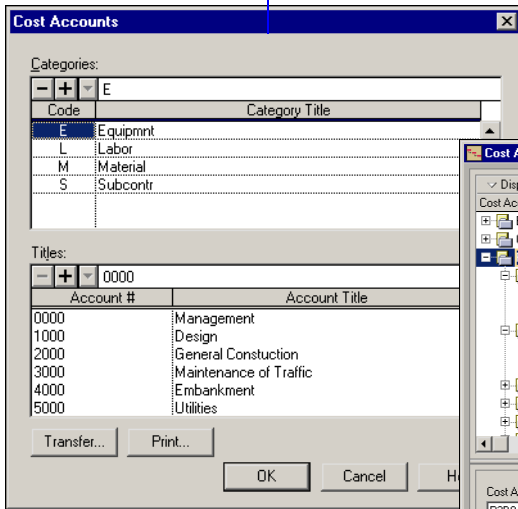 Cost Accounts
Categories:
E
Code Category Title
E Equipmnt
L Labor
M Material
S Subcontr
Titles:
0000
Account # Account Title
0000 Management
1000 Design
2000 General Constuction
3000 Maintenance of Traffic
4000 Embankment
5000 Utilities
Transfer... Print...
OK Cancel
Cost A
Cost A